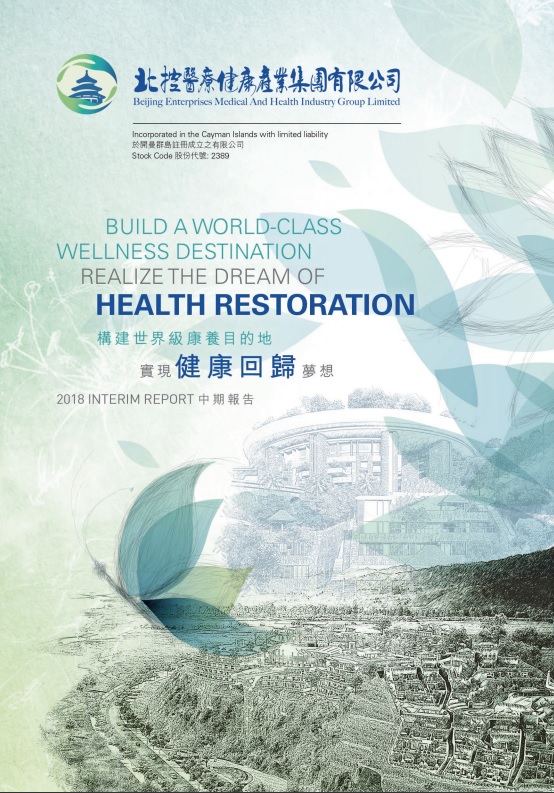 北控醫療健康產業集團有限公司
Beijing Enterprises Medical And Health Industry Group Limited
Incorporated in the Cayman Islands with limited liability
於開曼群島註冊成立之有限公司
Stock Code 股份代號: 2389
BUILD A WORLD-CLASS
WELLNESS DESTINATION
REALIZE THE DREAM OF
HEALTH RESTORATION
構建世界級康養目的地
實現健康回歸夢想
2018 INTERIM REPORT 中期報告